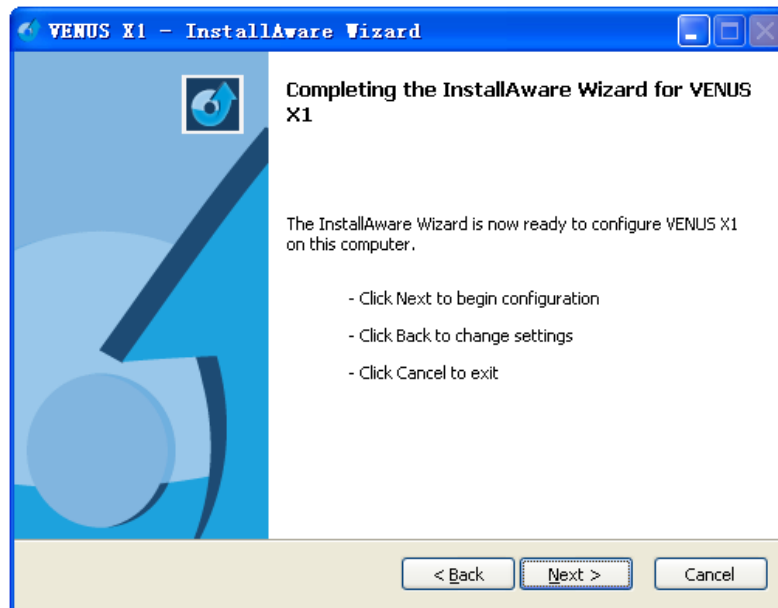 VENUS X1 - InstallAware Wizard
Completing the InstallAware Wizard for VENUS
X1
The InstallAware Wizard is now ready to configure VENUS X1
on this computer.
- Click Next to begin configuration
- Click Back to change settings
- Click Cancel to exit
< Back
Next >
Cancel